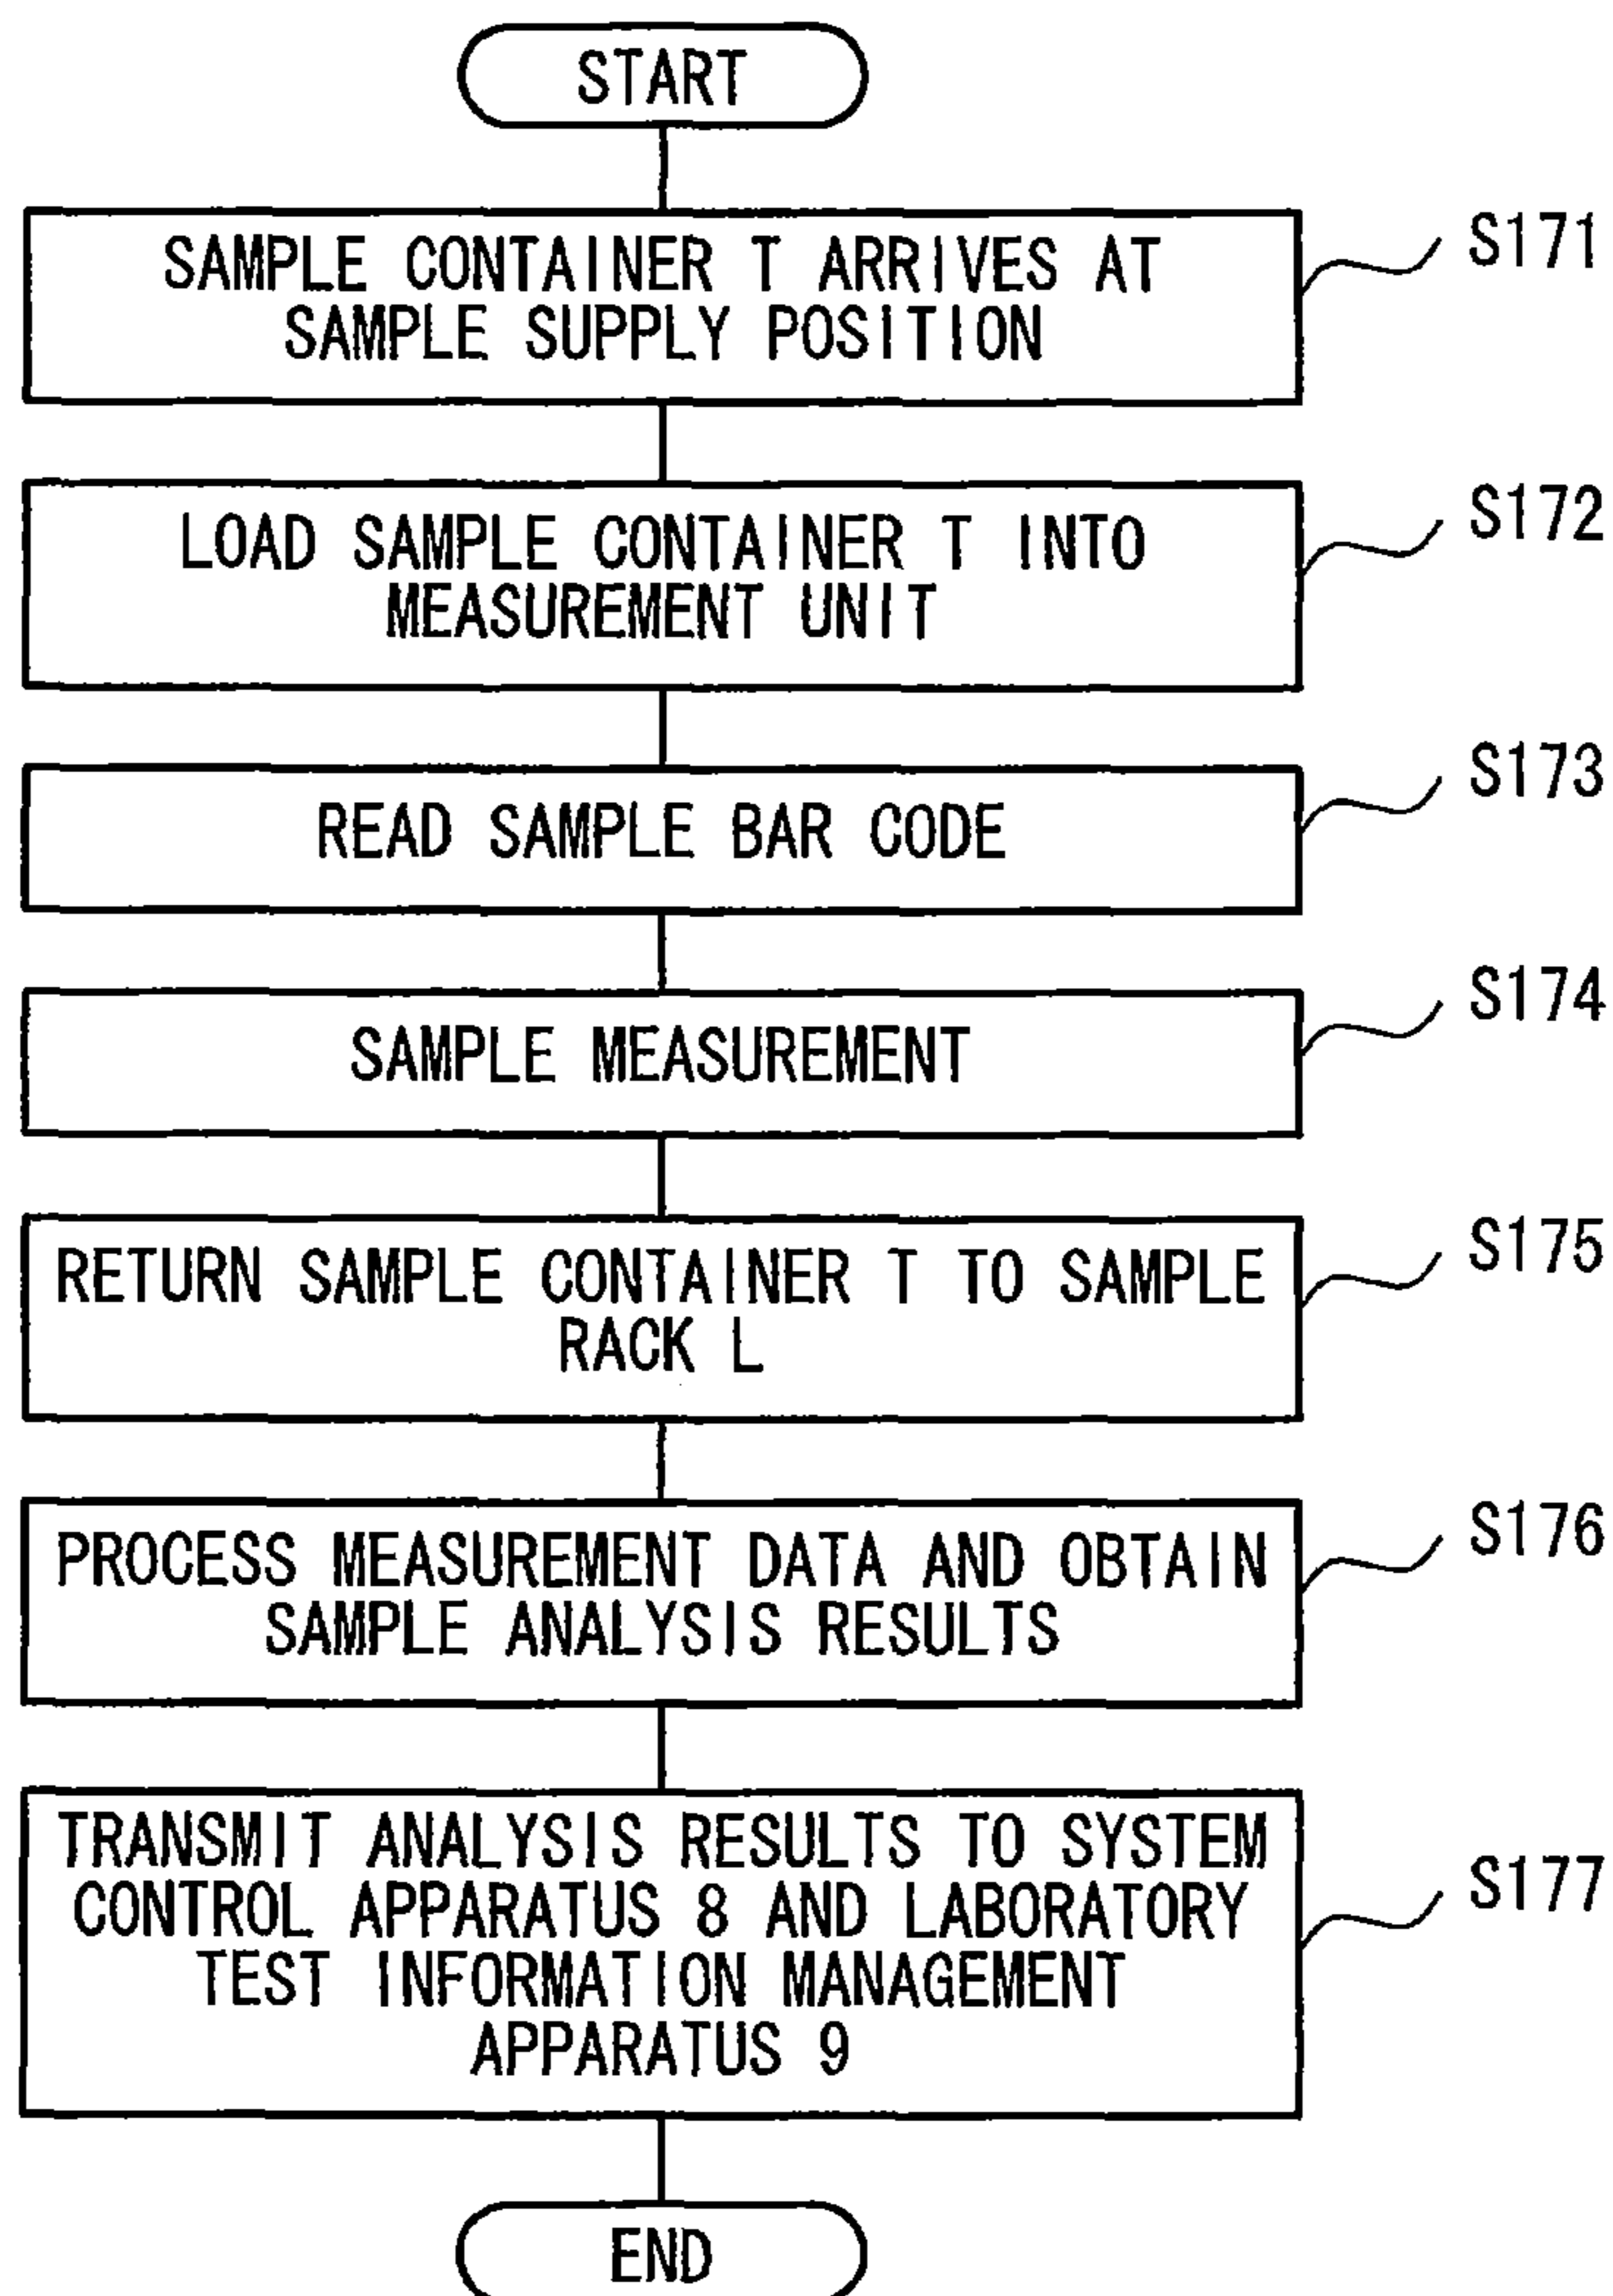 START
SAMPLE CONTAINER T ARRIVES AT
SAMPLE SUPPLY POSITION
S171
LOAD SAMPLE CONTAINER T INTO
MEASUREMENT UNIT
S172
READ SAMPLE BAR CODE
S173
SAMPLE MEASUREMENT
S174
RETURN SAMPLE CONTAINER T TO SAMPLE
RACK L
S175
PROCESS MEASUREMENT DATA AND OBTAIN
SAMPLE ANALYSIS RESULTS
S176
TRANSMIT ANALYSIS RESULTS TO SYSTEM
CONTROL APPARATUS 8 AND LABORATORY
TEST INFORMATION MANAGEMENT
APPARATUS 9
S177
END